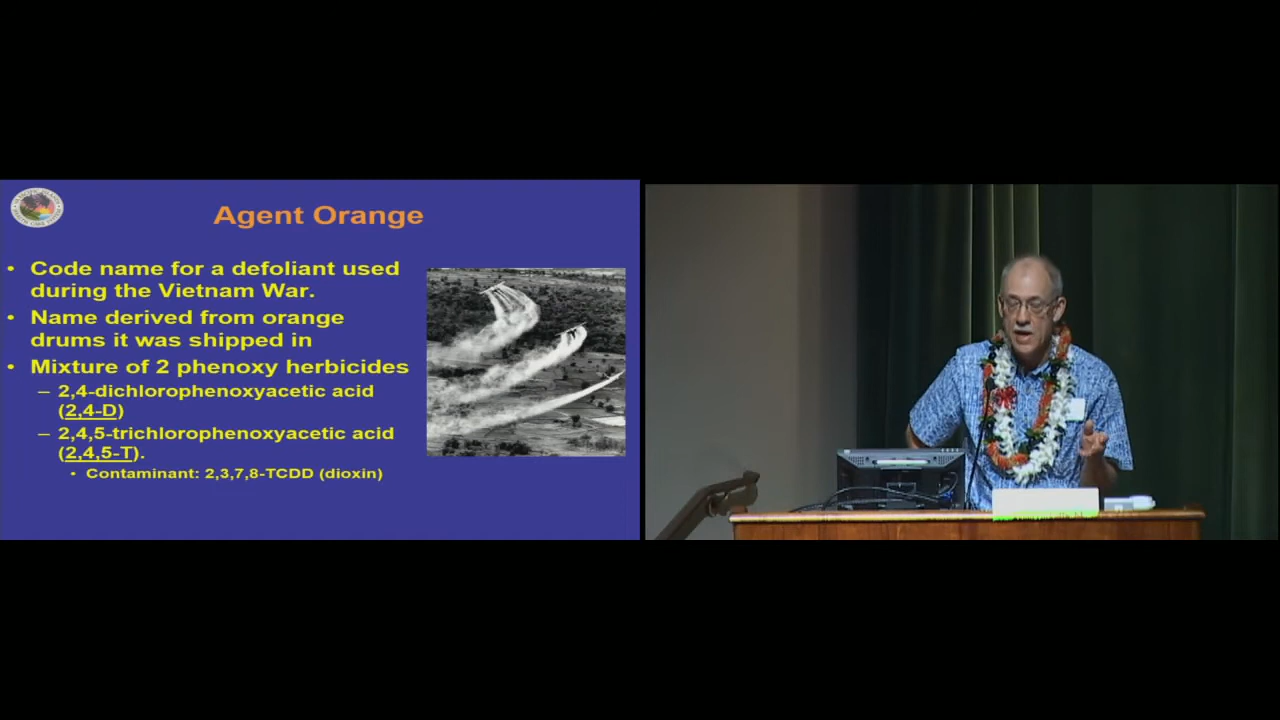 Agent Orange
• Code name for a defoliant used
during the Vietnam War.
• Name derived from orange
drums it was shipped in
• Mixture of 2 phenoxy herbicides
– 2,4-dichlorophenoxyacetic acid
(2,4-D)
– 2,4,5-trichlorophenoxyacetic acid
(2,4,5-T).
• Contaminant: 2,3,7,8-TCDD (dioxin)